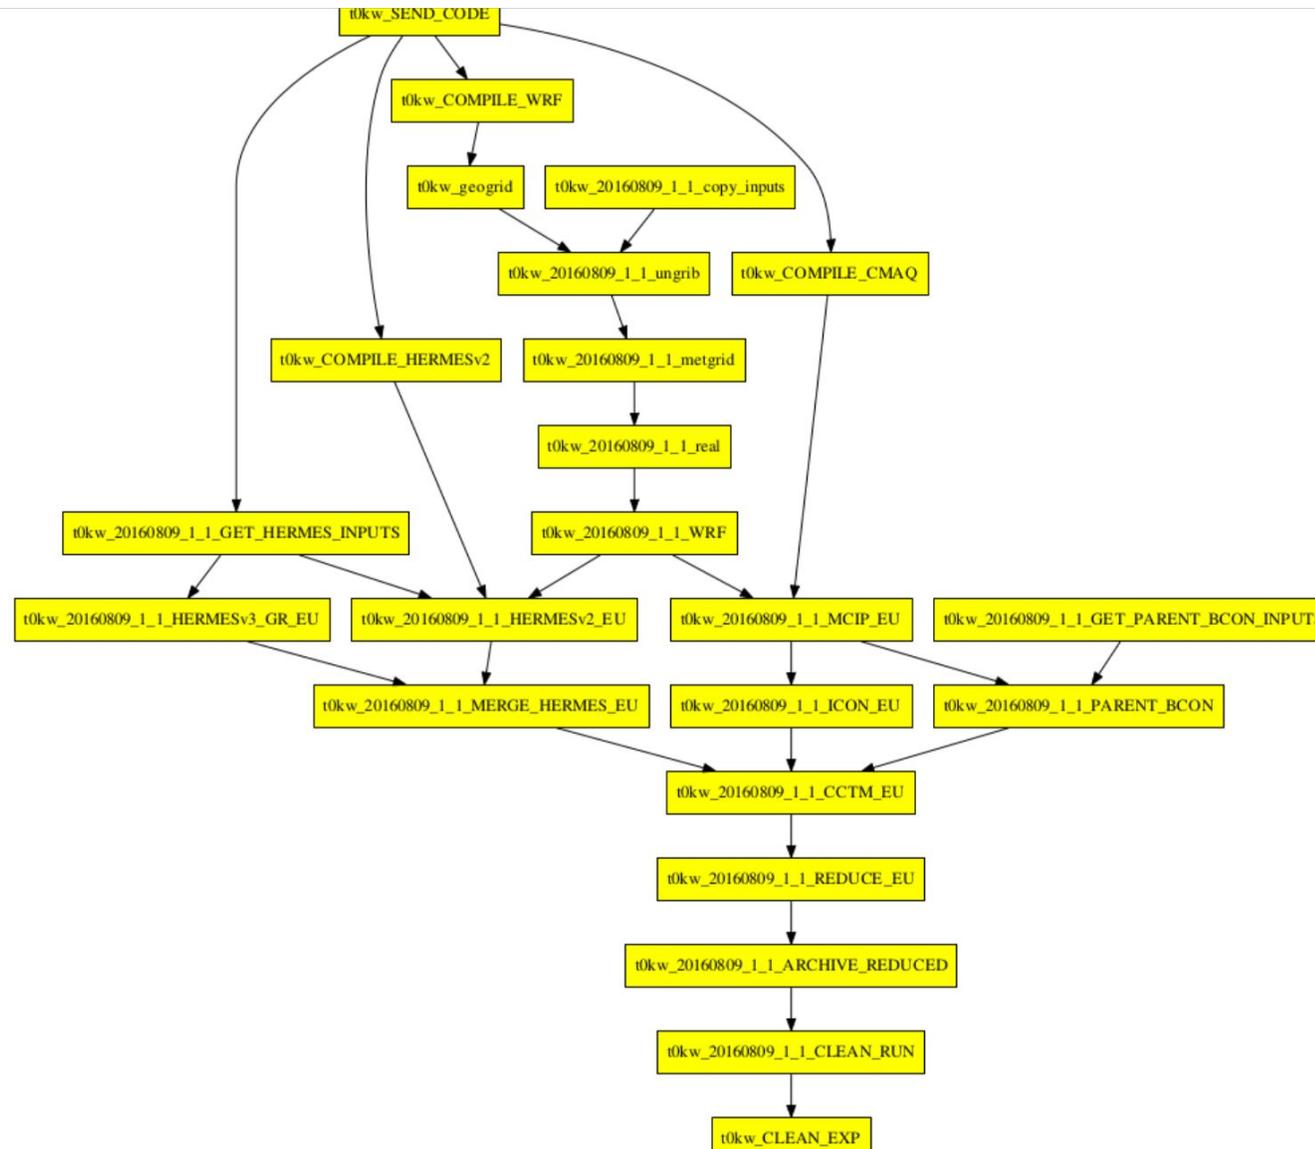 t0kw_SEND_CODE
t0kw_COMPILE_WRF
t0kw_geogrid
t0kw_20160809_1_1_copy_inputs
t0kw_20160809_1_1_ungrib
t0kw_COMPILE_CMAQ
t0kw_COMPILE_HERMESv2
t0kw_20160809_1_1_metgrid
t0kw_20160809_1_1_real
t0kw_20160809_1_1_GET_HERMES_INPUTS
t0kw_20160809_1_1_WRF
t0kw_20160809_1_1_HERMESv3_GR_EU
t0kw_20160809_1_1_HERMESv2_EU
t0kw_20160809_1_1_MCIP_EU
t0kw_20160809_1_1_GET_PARENT_BCON_INPUT
t0kw_20160809_1_1_MERGE_HERMES_EU
t0kw_20160809_1_1_ICON_EU
t0kw_20160809_1_1_PARENT_BCON
t0kw_20160809_1_1_CCTM_EU
t0kw_20160809_1_1_REDUCE_EU
t0kw_20160809_1_1_ARCHIVE_REDUCED
t0kw_20160809_1_1_CLEAN_RUN
t0kw_CLEAN_EXP